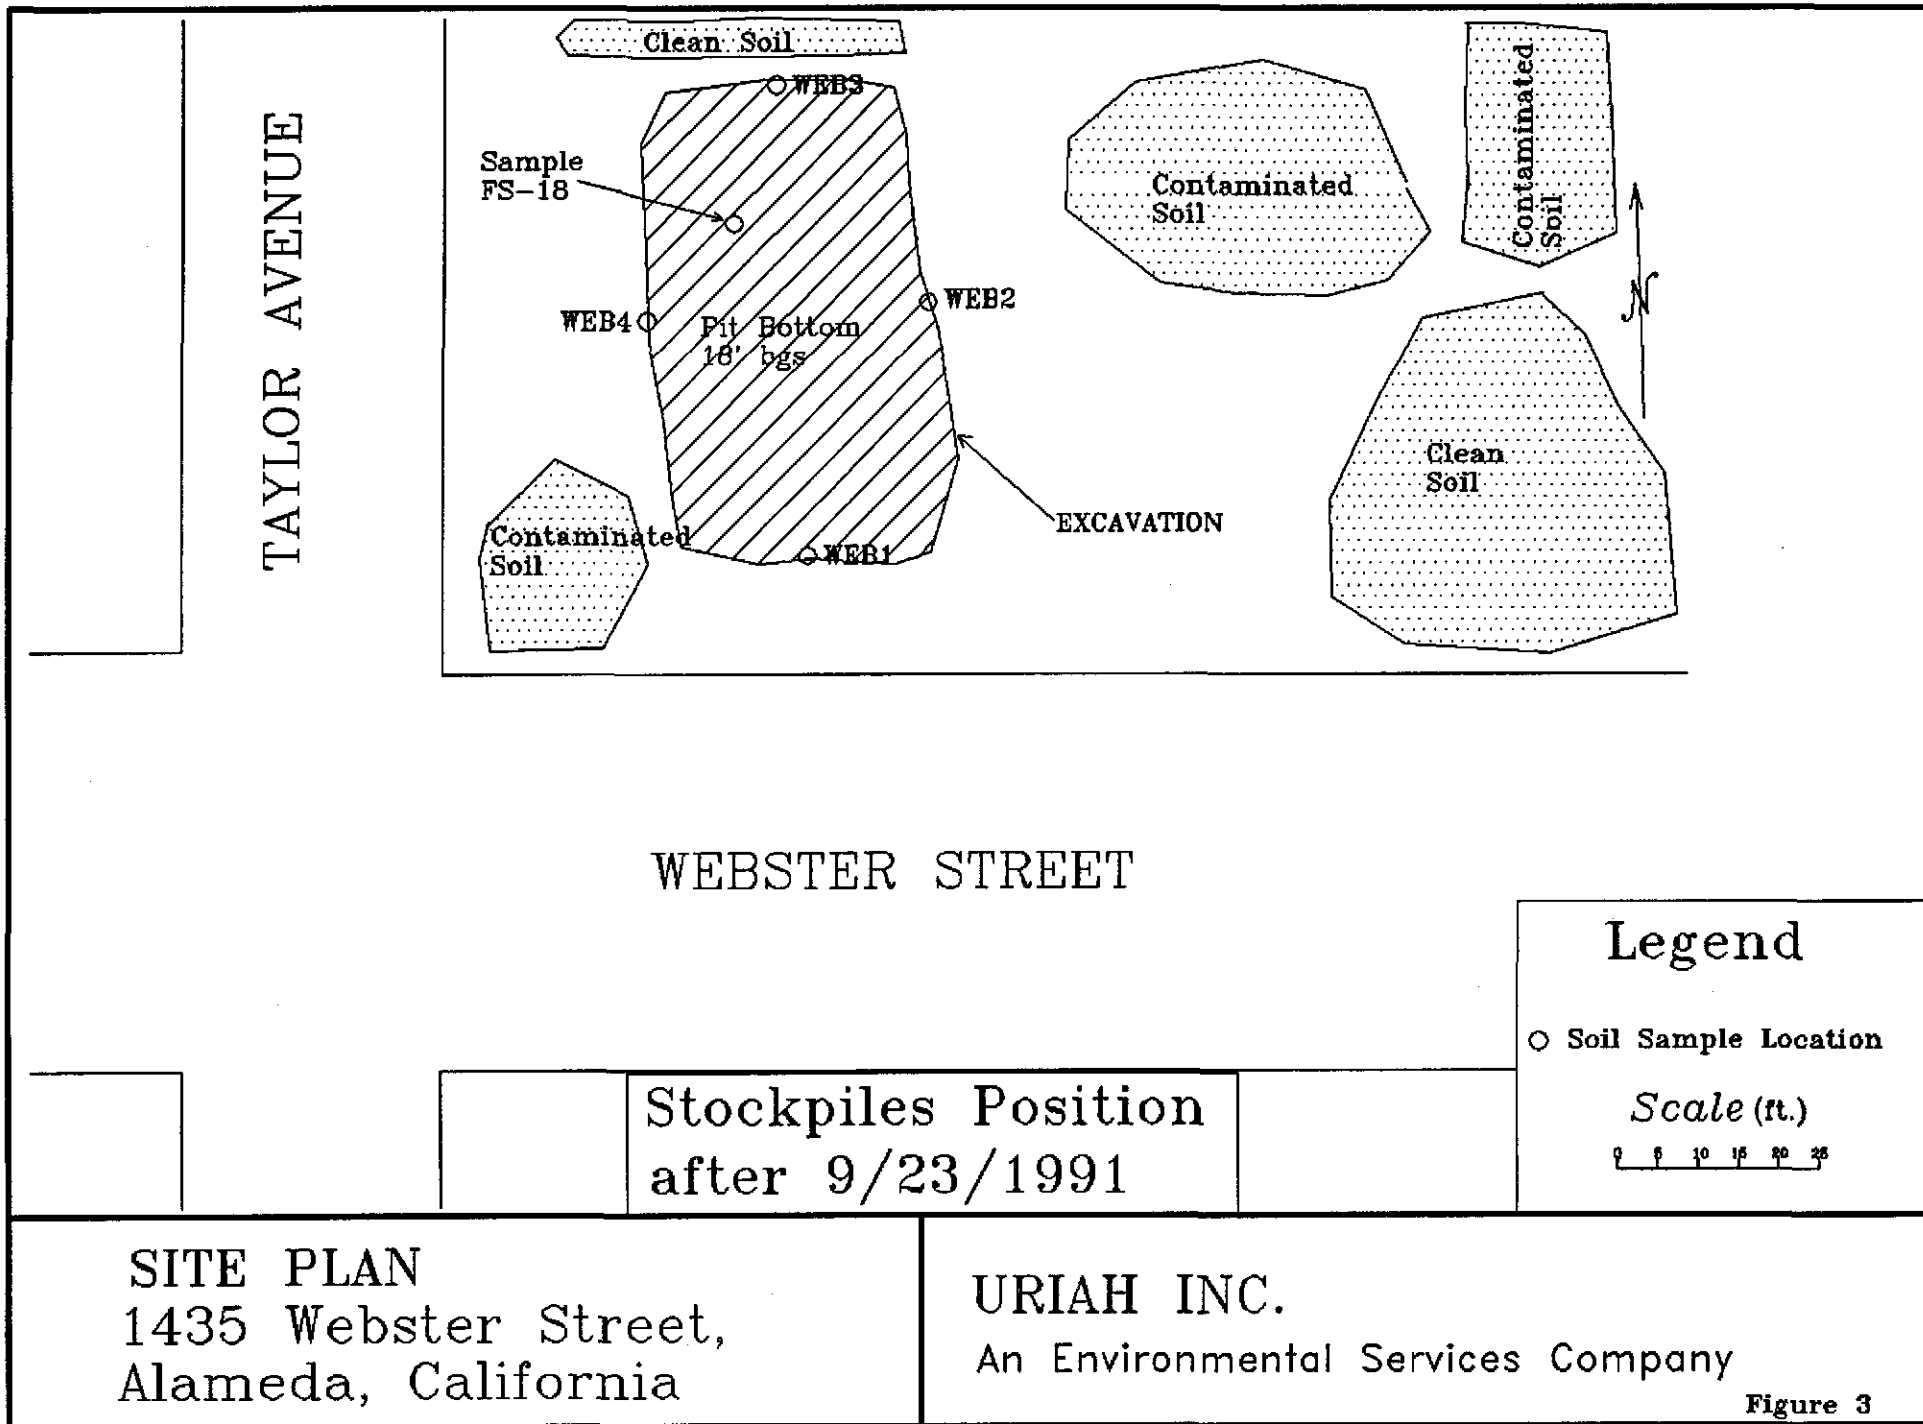 Clean Soil
WEB3
Sample
FS-18
Contaminated
Soil
Contaminated
Soil
N
WEB2
WEB4
Pit Bottom
18' bgs
TAYLOR AVENUE
Clean
Soil
EXCAVATION
Contaminated
Soil
WEB1
WEBSTER STREET
Legend
Soil Sample Location
Scale (ft.)
0 5 10 15 20 25
Stockpiles Position
after 9/23/1991
SITE PLAN
1435 Webster Street,
Alameda, California
URIAH INC.
An Environmental Services Company
Figure 3